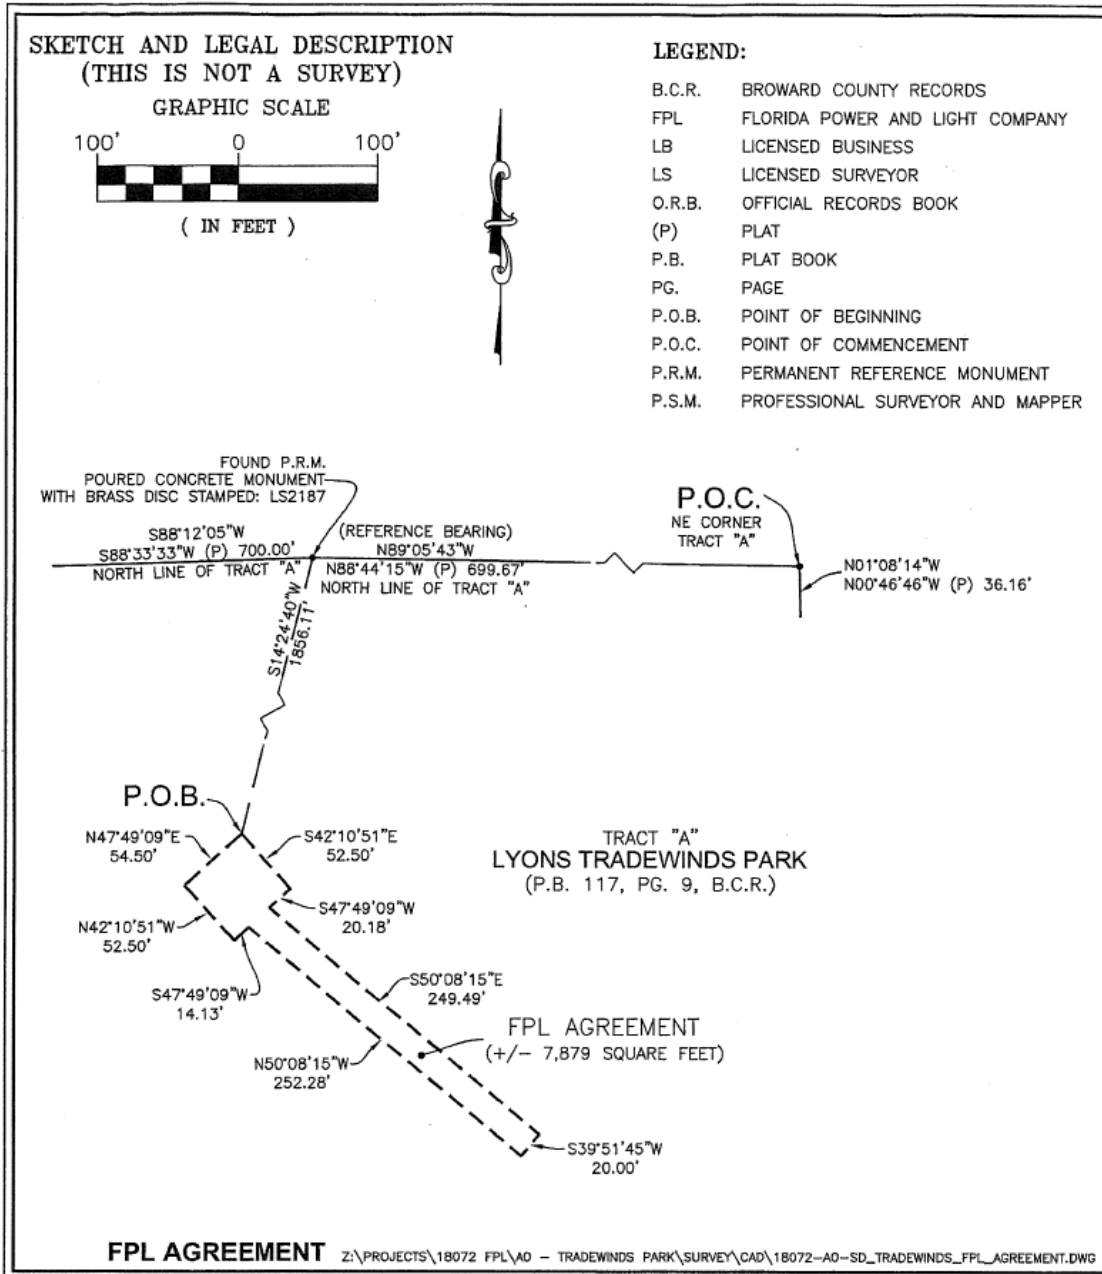 SKETCH AND LEGAL DESCRIPTION
(THIS IS NOT A SURVEY)
GRAPHIC SCALE
100' 0 100'
( IN FEET )
LEGEND:
B.C.R. BROWARD COUNTY RECORDS
FPL FLORIDA POWER AND LIGHT COMPANY
LB LICENSED BUSINESS
LS LICENSED SURVEYOR
O.R.B. OFFICIAL RECORDS BOOK
(P) PLAT
P.B. PLAT BOOK
PG. PAGE
P.O.B. POINT OF BEGINNING
P.O.C. POINT OF COMMENCEMENT
P.R.M. PERMANENT REFERENCE MONUMENT
P.S.M. PROFESSIONAL SURVEYOR AND MAPPER
FOUND P.R.M.
POURED CONCRETE MONUMENT
WITH BRASS DISC STAMPED: LS2187
S88°12'05"W
S88°33'33"W (P) 700.00'
NORTH LINE OF TRACT "A"
(REFERENCE BEARING)
N89°05'43"W
N88°44'15"W (P) 699.67'
NORTH LINE OF TRACT "A"
P.O.C.
NE CORNER
TRACT "A"
N01°08'14"W
N00°46'46"W (P) 36.16'
S14°24'40"W
1856.11'
P.O.B.
N47°49'09"E
54.50'
S42°10'51"E
52.50'
TRACT "A"
LYONS TRADEWINDS PARK
(P.B. 117, PG. 9, B.C.R.)
S47°49'09"W
20.18'
N42°10'51"W
52.50'
S47°49'09"W
14.13'
S50°08'15"E
249.49'
FPL AGREEMENT
(+/- 7,879 SQUARE FEET)
N50°08'15"W
252.28'
S39°51'45"W
20.00'
FPL AGREEMENT Z:\PROJECTS\18072 FPL\AO - TRADEWINDS PARK\SURVEY\CAD\18072-AO-SD_TRADEWINDS_FPL_AGREEMENT.DWG